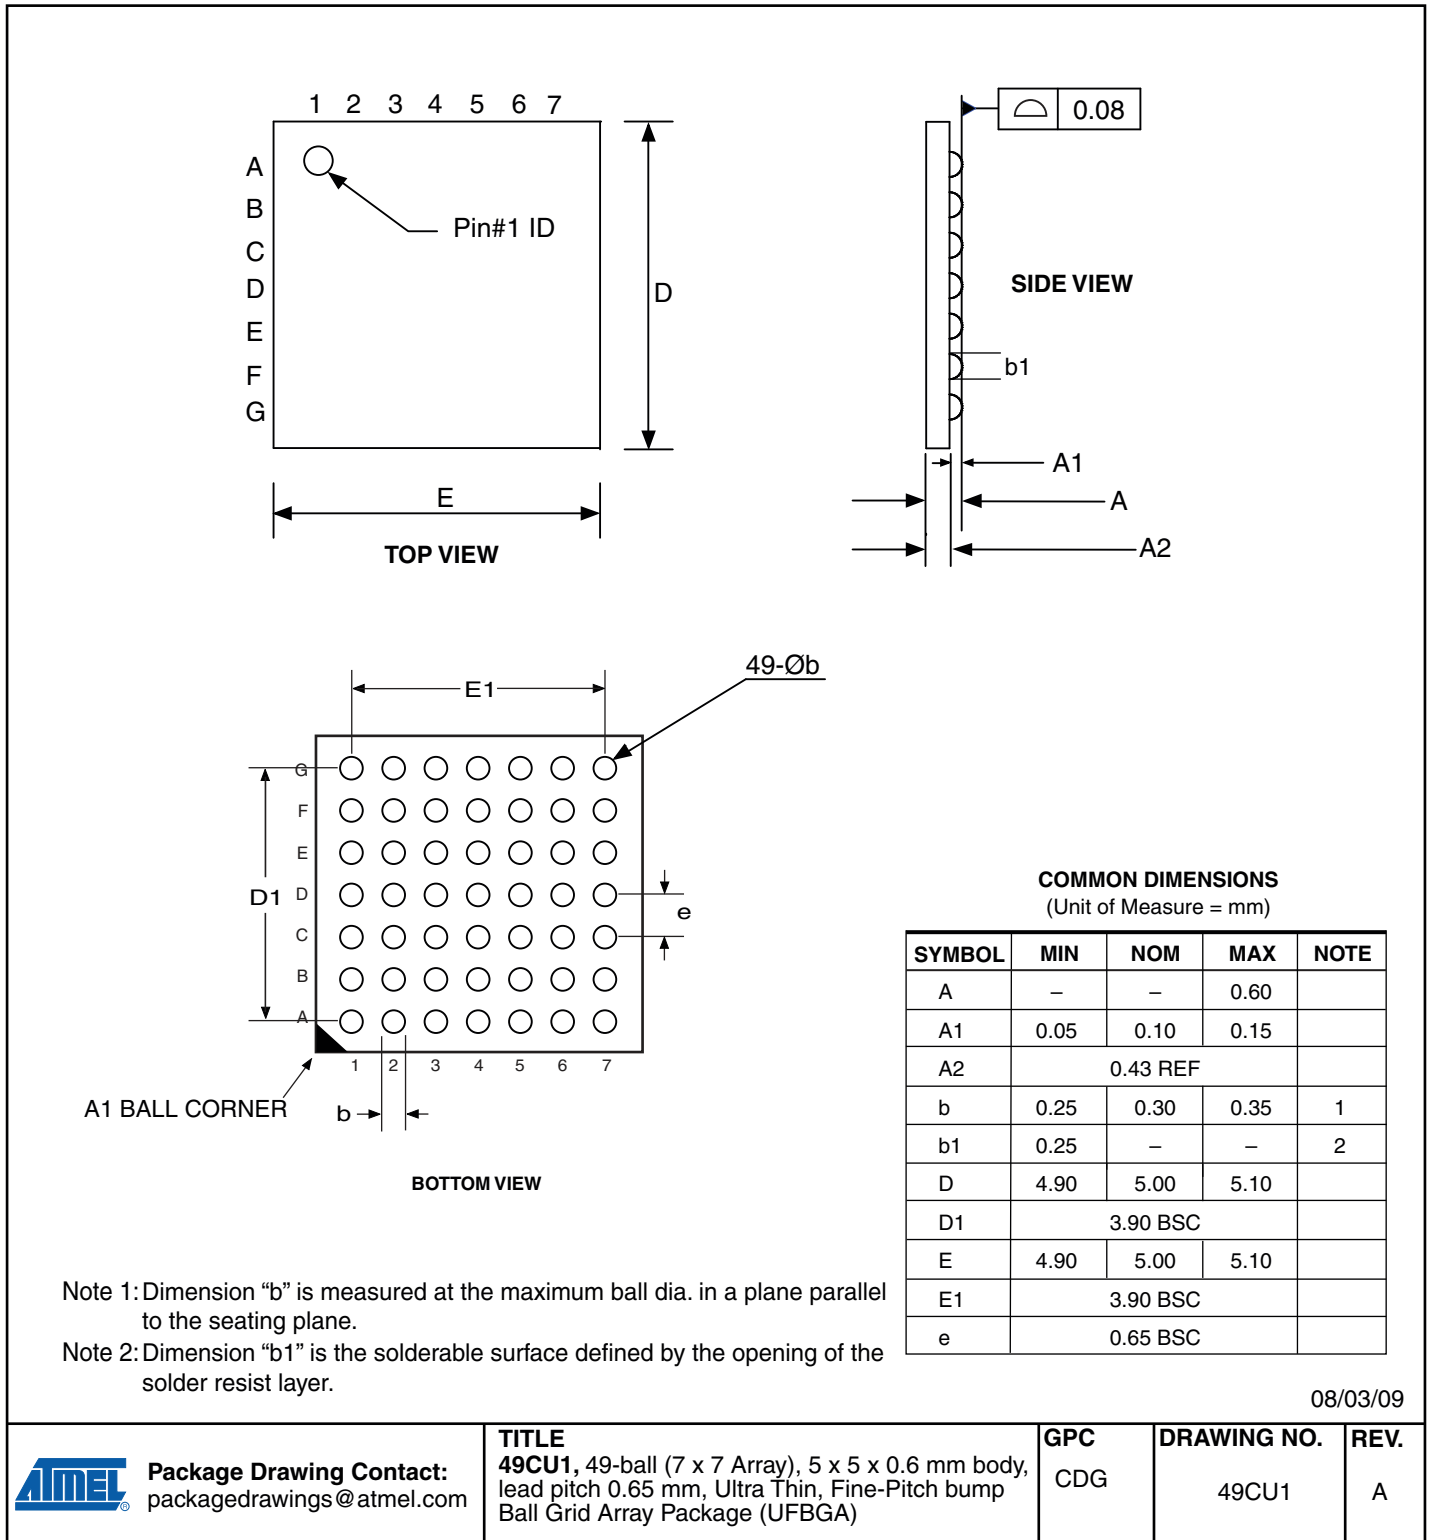 1 2 3 4 5 6 7
A
B
C
D
E
F
G
Pin#1 ID
D
E
TOP VIEW
0.08
SIDE VIEW
b1
A1
A
A2
49-Øb
E1
G
F
E
D
C
B
A
D1
e
1 2 3 4 5 6 7
A1 BALL CORNER
b
BOTTOM VIEW
COMMON DIMENSIONS
(Unit of Measure = mm)
SYMBOL MIN NOM MAX NOTE
A – – 0.60
A1 0.05 0.10 0.15
A2 0.43 REF
b 0.25 0.30 0.35 1
b1 0.25 – – 2
D 4.90 5.00 5.10
D1 3.90 BSC
E 4.90 5.00 5.10
E1 3.90 BSC
e 0.65 BSC
Note 1: Dimension “b” is measured at the maximum ball dia. in a plane parallel
to the seating plane.
Note 2: Dimension “b1” is the solderable surface defined by the opening of the
solder resist layer.
08/03/09
ATMEL ®
Package Drawing Contact:
packagedrawings@atmel.com
TITLE
49CU1, 49-ball (7 x 7 Array), 5 x 5 x 0.6 mm body,
lead pitch 0.65 mm, Ultra Thin, Fine-Pitch bump
Ball Grid Array Package (UFBGA)
GPC
CDG
DRAWING NO.
49CU1
REV.
A